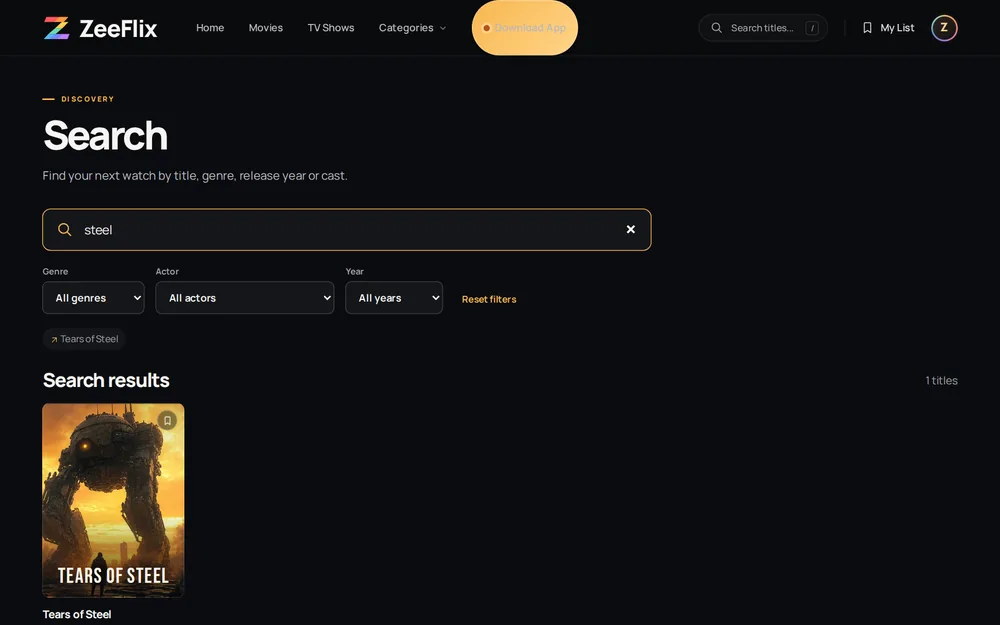 ZeeFlix
Home
Movies
TV Shows
Categories
Download App
Search titles...
/
My List
Z
DISCOVERY
Search
Find your next watch by title, genre, release year or cast.
steel
Genre
Actor
Year
All genres
All actors
All years
Reset filters
Tears of Steel
Search results
1 titles
TEARS OF STEEL
Tears of Steel